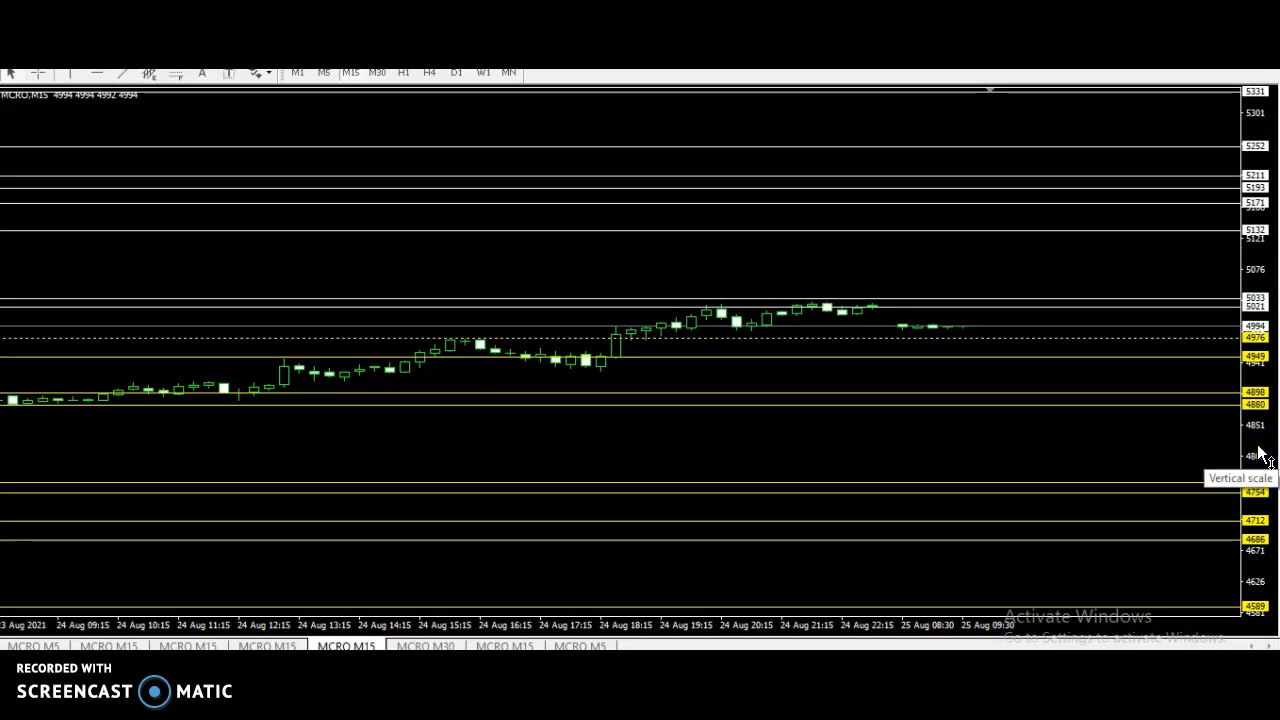 A T
M1 M5 M15 M30 H1 H4 D1 W1 MN
MCRO,M15 4994 4994 4992 4994
5331
5301
5252
5211
5193
5171
5132
5121
5076
5033
5021
4994
4976
4949
4941
4898
4880
4851
Vertical scale
4754
4712
4686
4671
4626
4589
23 Aug 2021 24 Aug 09:15 24 Aug 10:15 24 Aug 11:15 24 Aug 12:15 24 Aug 13:15 24 Aug 14:15 24 Aug 15:15 24 Aug 16:15 24 Aug 17:15 24 Aug 18:15 24 Aug 19:15 24 Aug 20:15 24 Aug 21:15 24 Aug 22:15 25 Aug 08:30 25 Aug 09:30
Activate Windows
Go to Settings to activate Windows.
MCRO M5 MCRO M15 MCRO M15 MCRO M15 MCRO M15 MCRO M30 MCRO M15 MCRO M5
RECORDED WITH
SCREENCAST MATIC